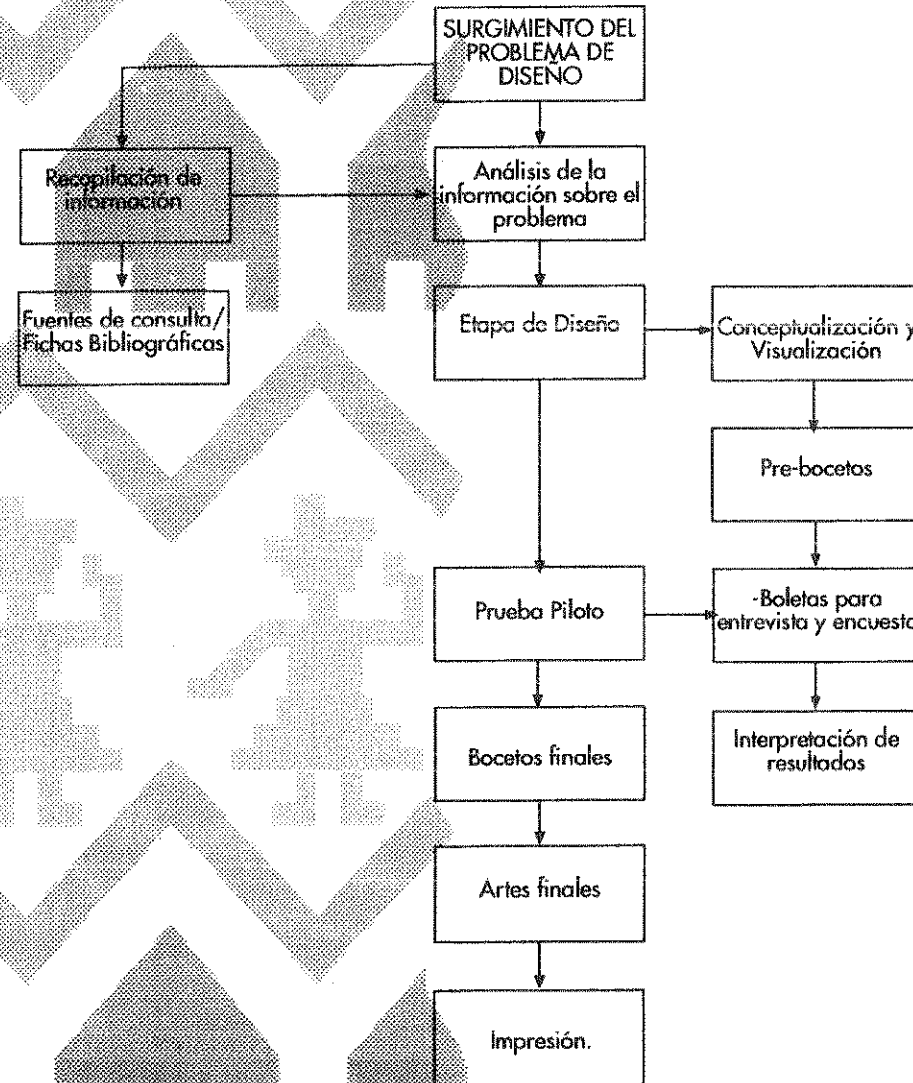 SURGIMIENTO DEL
PROBLEMA DE
DISEÑO
Recopilación de
información
Análisis de la
información sobre el
problema
Fuentes de consulta/
Fichas Bibliográficas
Etapa de Diseño
Conceptualización y
Visualización
Pre-bocetos
Prueba Piloto
-Boletas para
entrevista y encuesta
Bocetos finales
Interpretación de
resultados
Artes finales
Impresión.